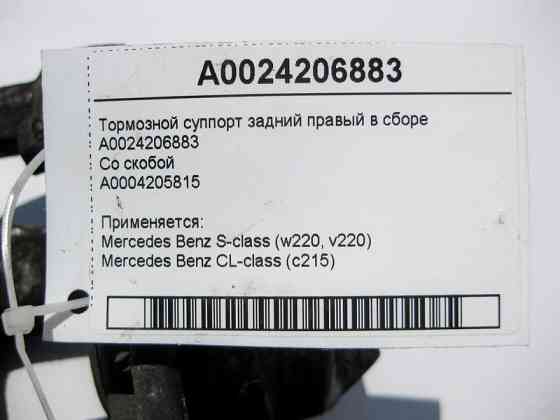 A0024206883
Тормозной суппорт задний правый в сборе
A0024206883
Со скобой
A0004205815
Применяется:
Mercedes Benz S-class (w220, v220)
Mercedes Benz CL-class (c215)